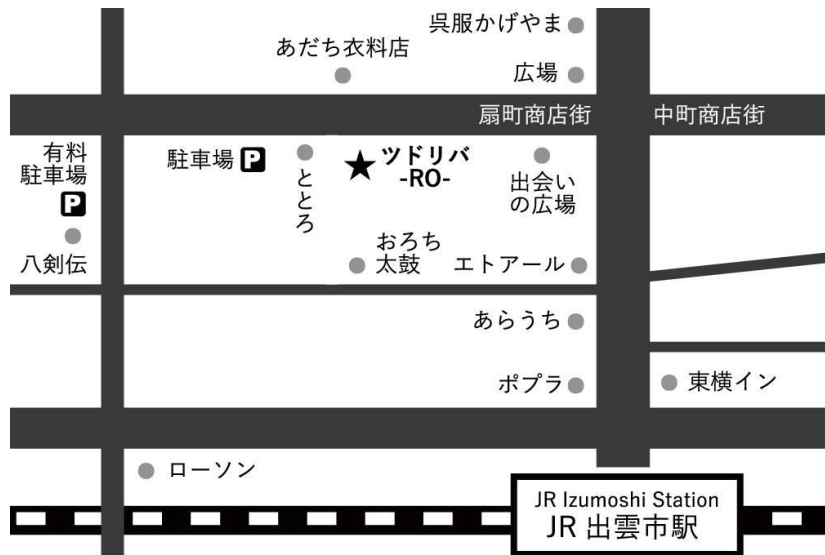 呉服かげやま
あだち衣料店
広場
扇町商店街
中町商店街
有料
駐車場
P
八剣伝
駐車場 P
ととろ
★ ツドリバ
-RO-
出会い
の広場
おろち
太鼓
エトアール
あらうち
ポプラ
東横イン
ローソン
JR Izumoshi Station
JR 出雲市駅